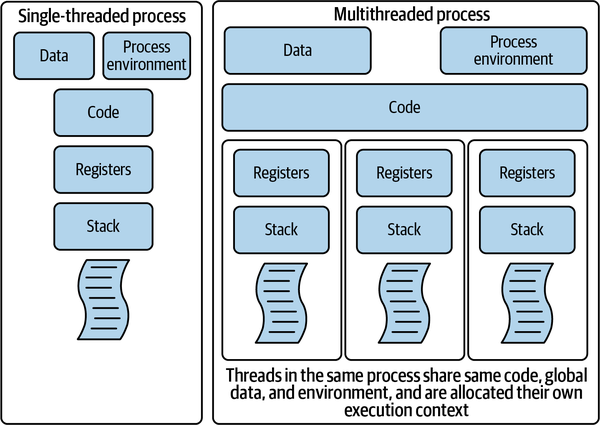 Single-threaded process
Data
Process
environment
Code
Registers
Stack
Multithreaded process
Data
Process
environment
Code
Registers
Stack
Registers
Stack
Registers
Stack
Threads in the same process share same code, global
data, and environment, and are allocated their own
execution context